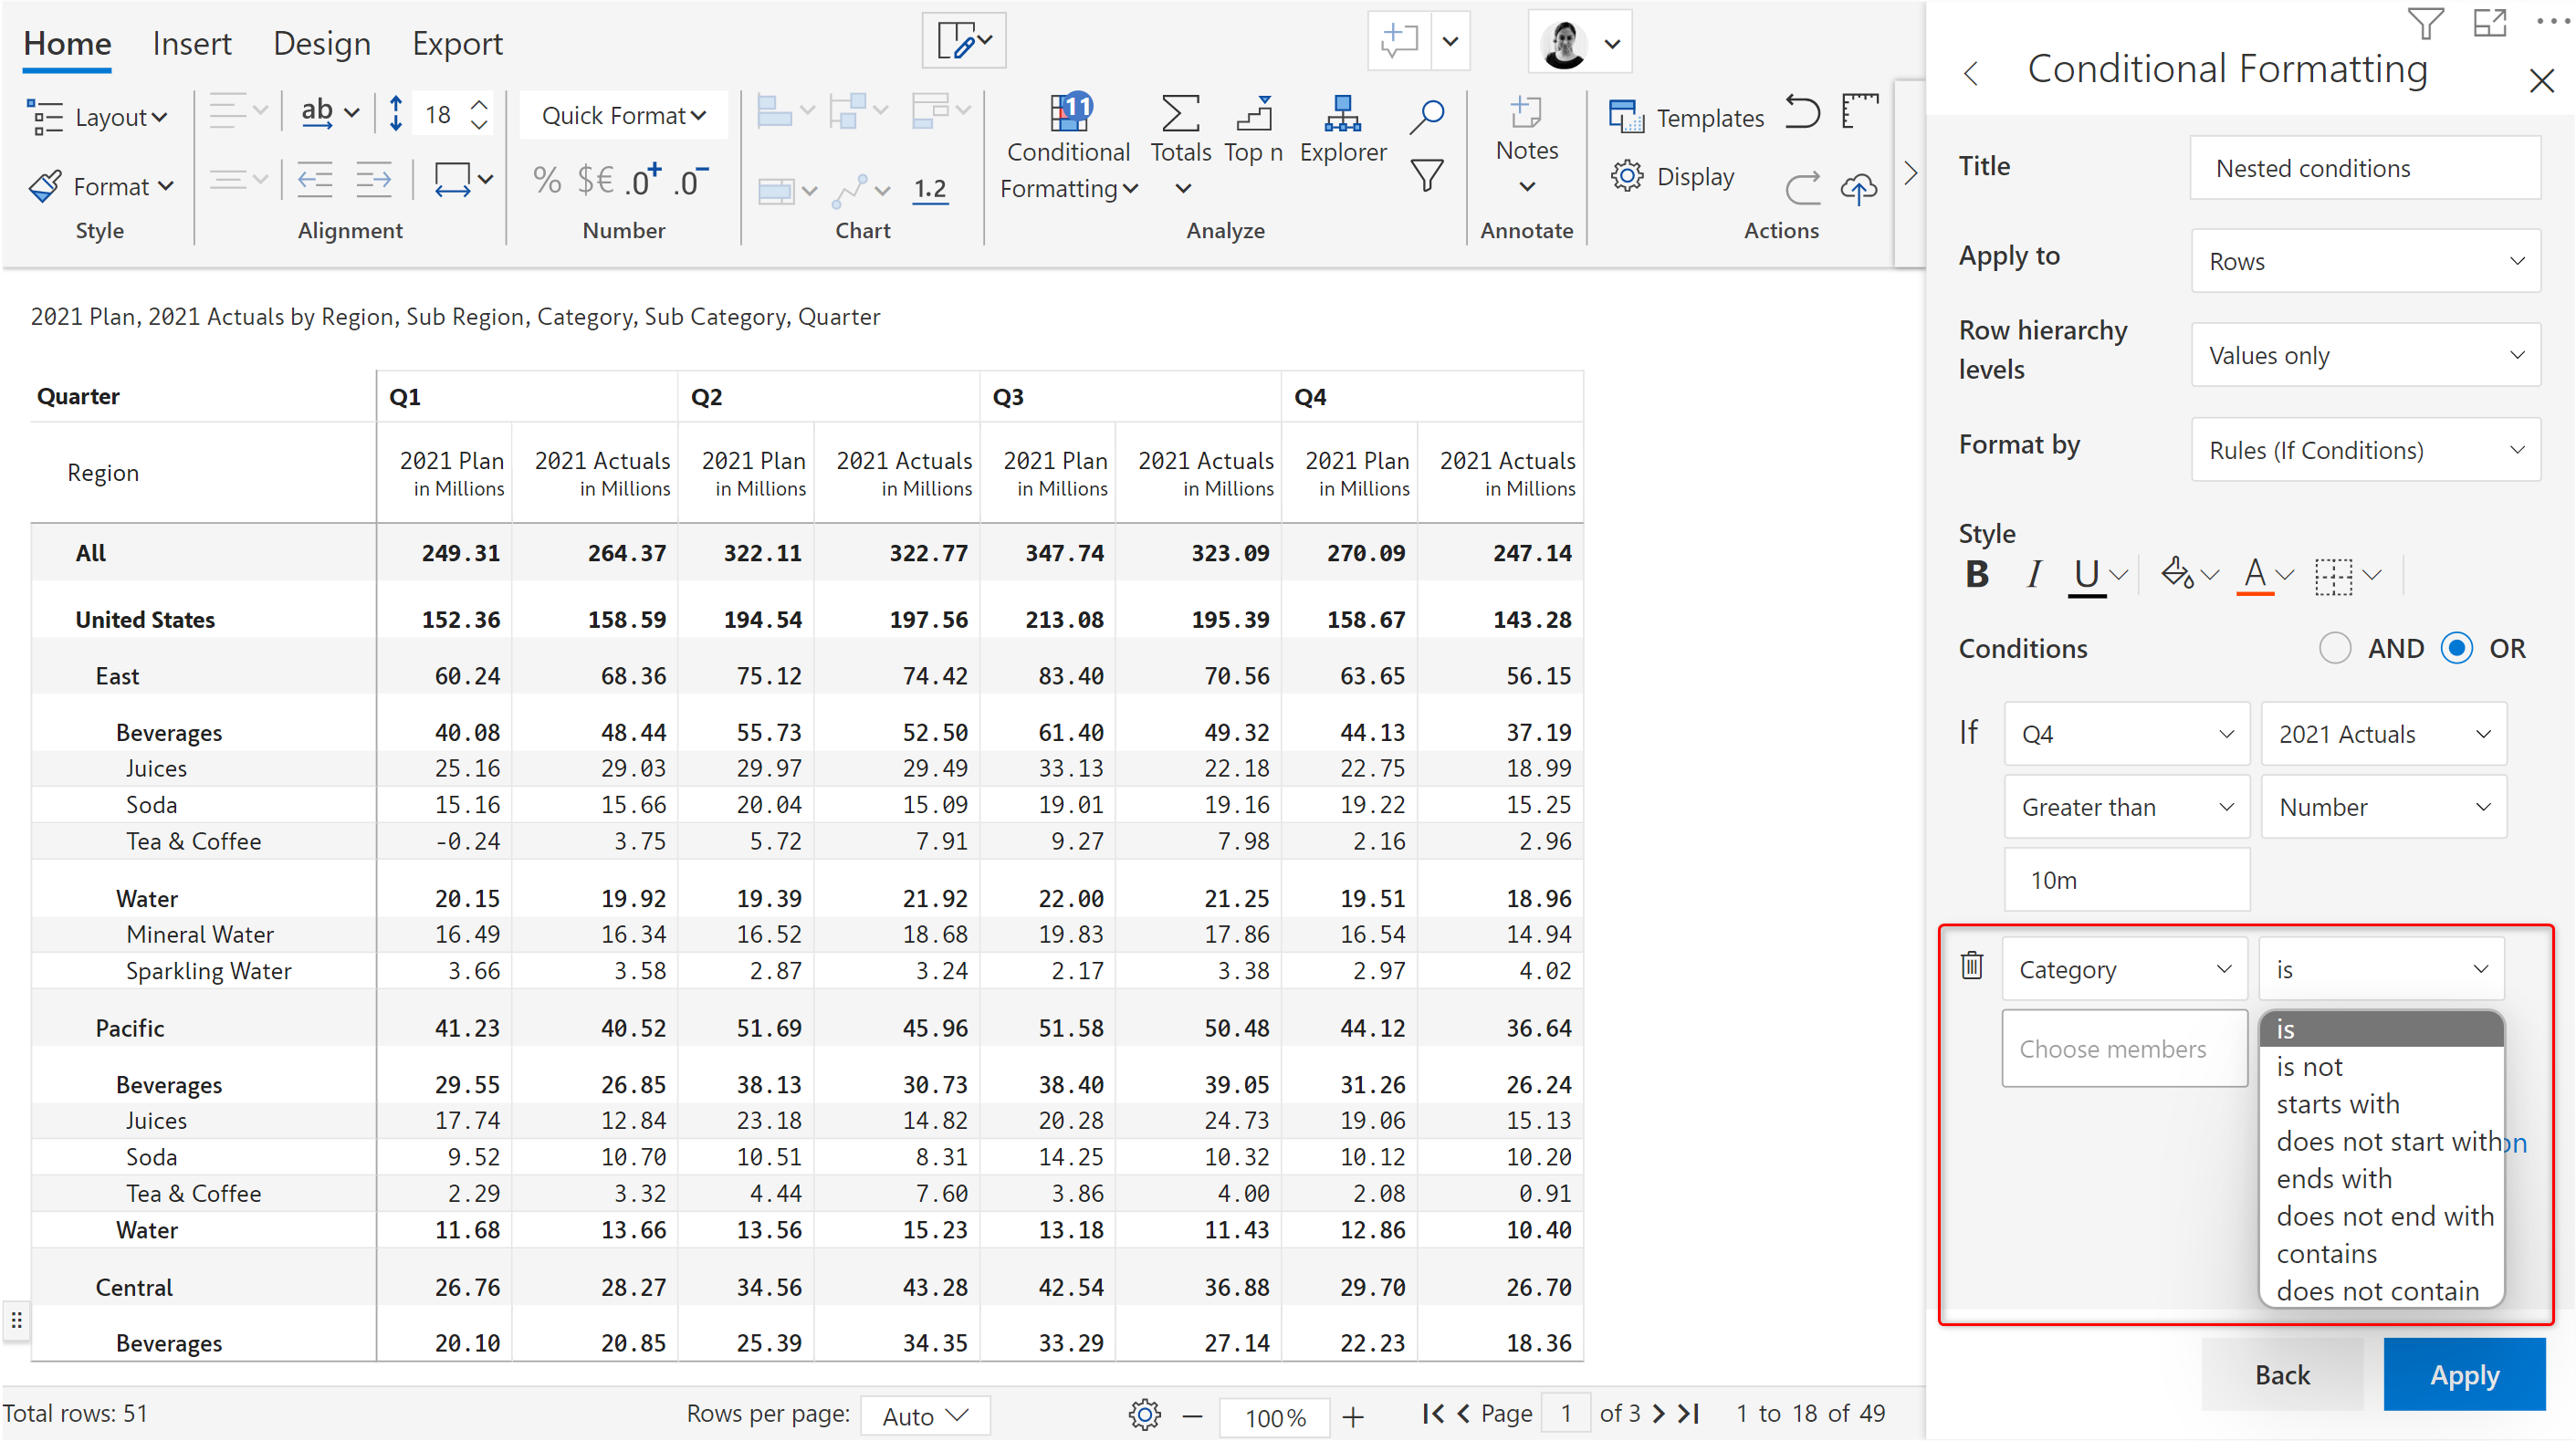 Home Insert Design Export
Layout ab 18 Quick Format 11 Templates
Conditional Formatting Totals Top n Explorer Notes
Format % $€ .0+ .0- 1.2 Display
Style Alignment Number Chart Analyze Annotate Actions
2021 Plan, 2021 Actuals by Region, Sub Region, Category, Sub Category, Quarter
Quarter Q1 Q2 Q3 Q4
Region 2021 Plan 2021 Actuals 2021 Plan 2021 Actuals 2021 Plan 2021 Actuals 2021 Plan 2021 Actuals
in Millions in Millions in Millions in Millions in Millions in Millions in Millions in Millions
All 249.31 264.37 322.11 322.77 347.74 323.09 270.09 247.14
United States 152.36 158.59 194.54 197.56 213.08 195.39 158.67 143.28
East 60.24 68.36 75.12 74.42 83.40 70.56 63.65 56.15
Beverages 40.08 48.44 55.73 52.50 61.40 49.32 44.13 37.19
Juices 25.16 29.03 29.97 29.49 33.13 22.18 22.75 18.99
Soda 15.16 15.66 20.04 15.09 19.01 19.16 19.22 15.25
Tea & Coffee -0.24 3.75 5.72 7.91 9.27 7.98 2.16 2.96
Water 20.15 19.92 19.39 21.92 22.00 21.25 19.51 18.96
Mineral Water 16.49 16.34 16.52 18.68 19.83 17.86 16.54 14.94
Sparkling Water 3.66 3.58 2.87 3.24 2.17 3.38 2.97 4.02
Pacific 41.23 40.52 51.69 45.96 51.58 50.48 44.12 36.64
Beverages 29.55 26.85 38.13 30.73 38.40 39.05 31.26 26.24
Juices 17.74 12.84 23.18 14.82 20.28 24.73 19.06 15.13
Soda 9.52 10.70 10.51 8.31 14.25 10.32 10.12 10.20
Tea & Coffee 2.29 3.32 4.44 7.60 3.86 4.00 2.08 0.91
Water 11.68 13.66 13.56 15.23 13.18 11.43 12.86 10.40
Central 26.76 28.27 34.56 43.28 42.54 36.88 29.70 26.70
Beverages 20.10 20.85 25.39 34.35 33.29 27.14 22.23 18.36
Total rows: 51 Rows per page: Auto 100% Page 1 of 3 1 to 18 of 49
Conditional Formatting
Title Nested conditions
Apply to Rows
Row hierarchy levels Values only
Format by Rules (If Conditions)
Style
B I U A
Conditions AND OR
If Q4 2021 Actuals
Greater than Number
10m
Category is
Choose members
is
is not
starts with
does not start with
ends with
does not end with
contains
does not contain
Back Apply